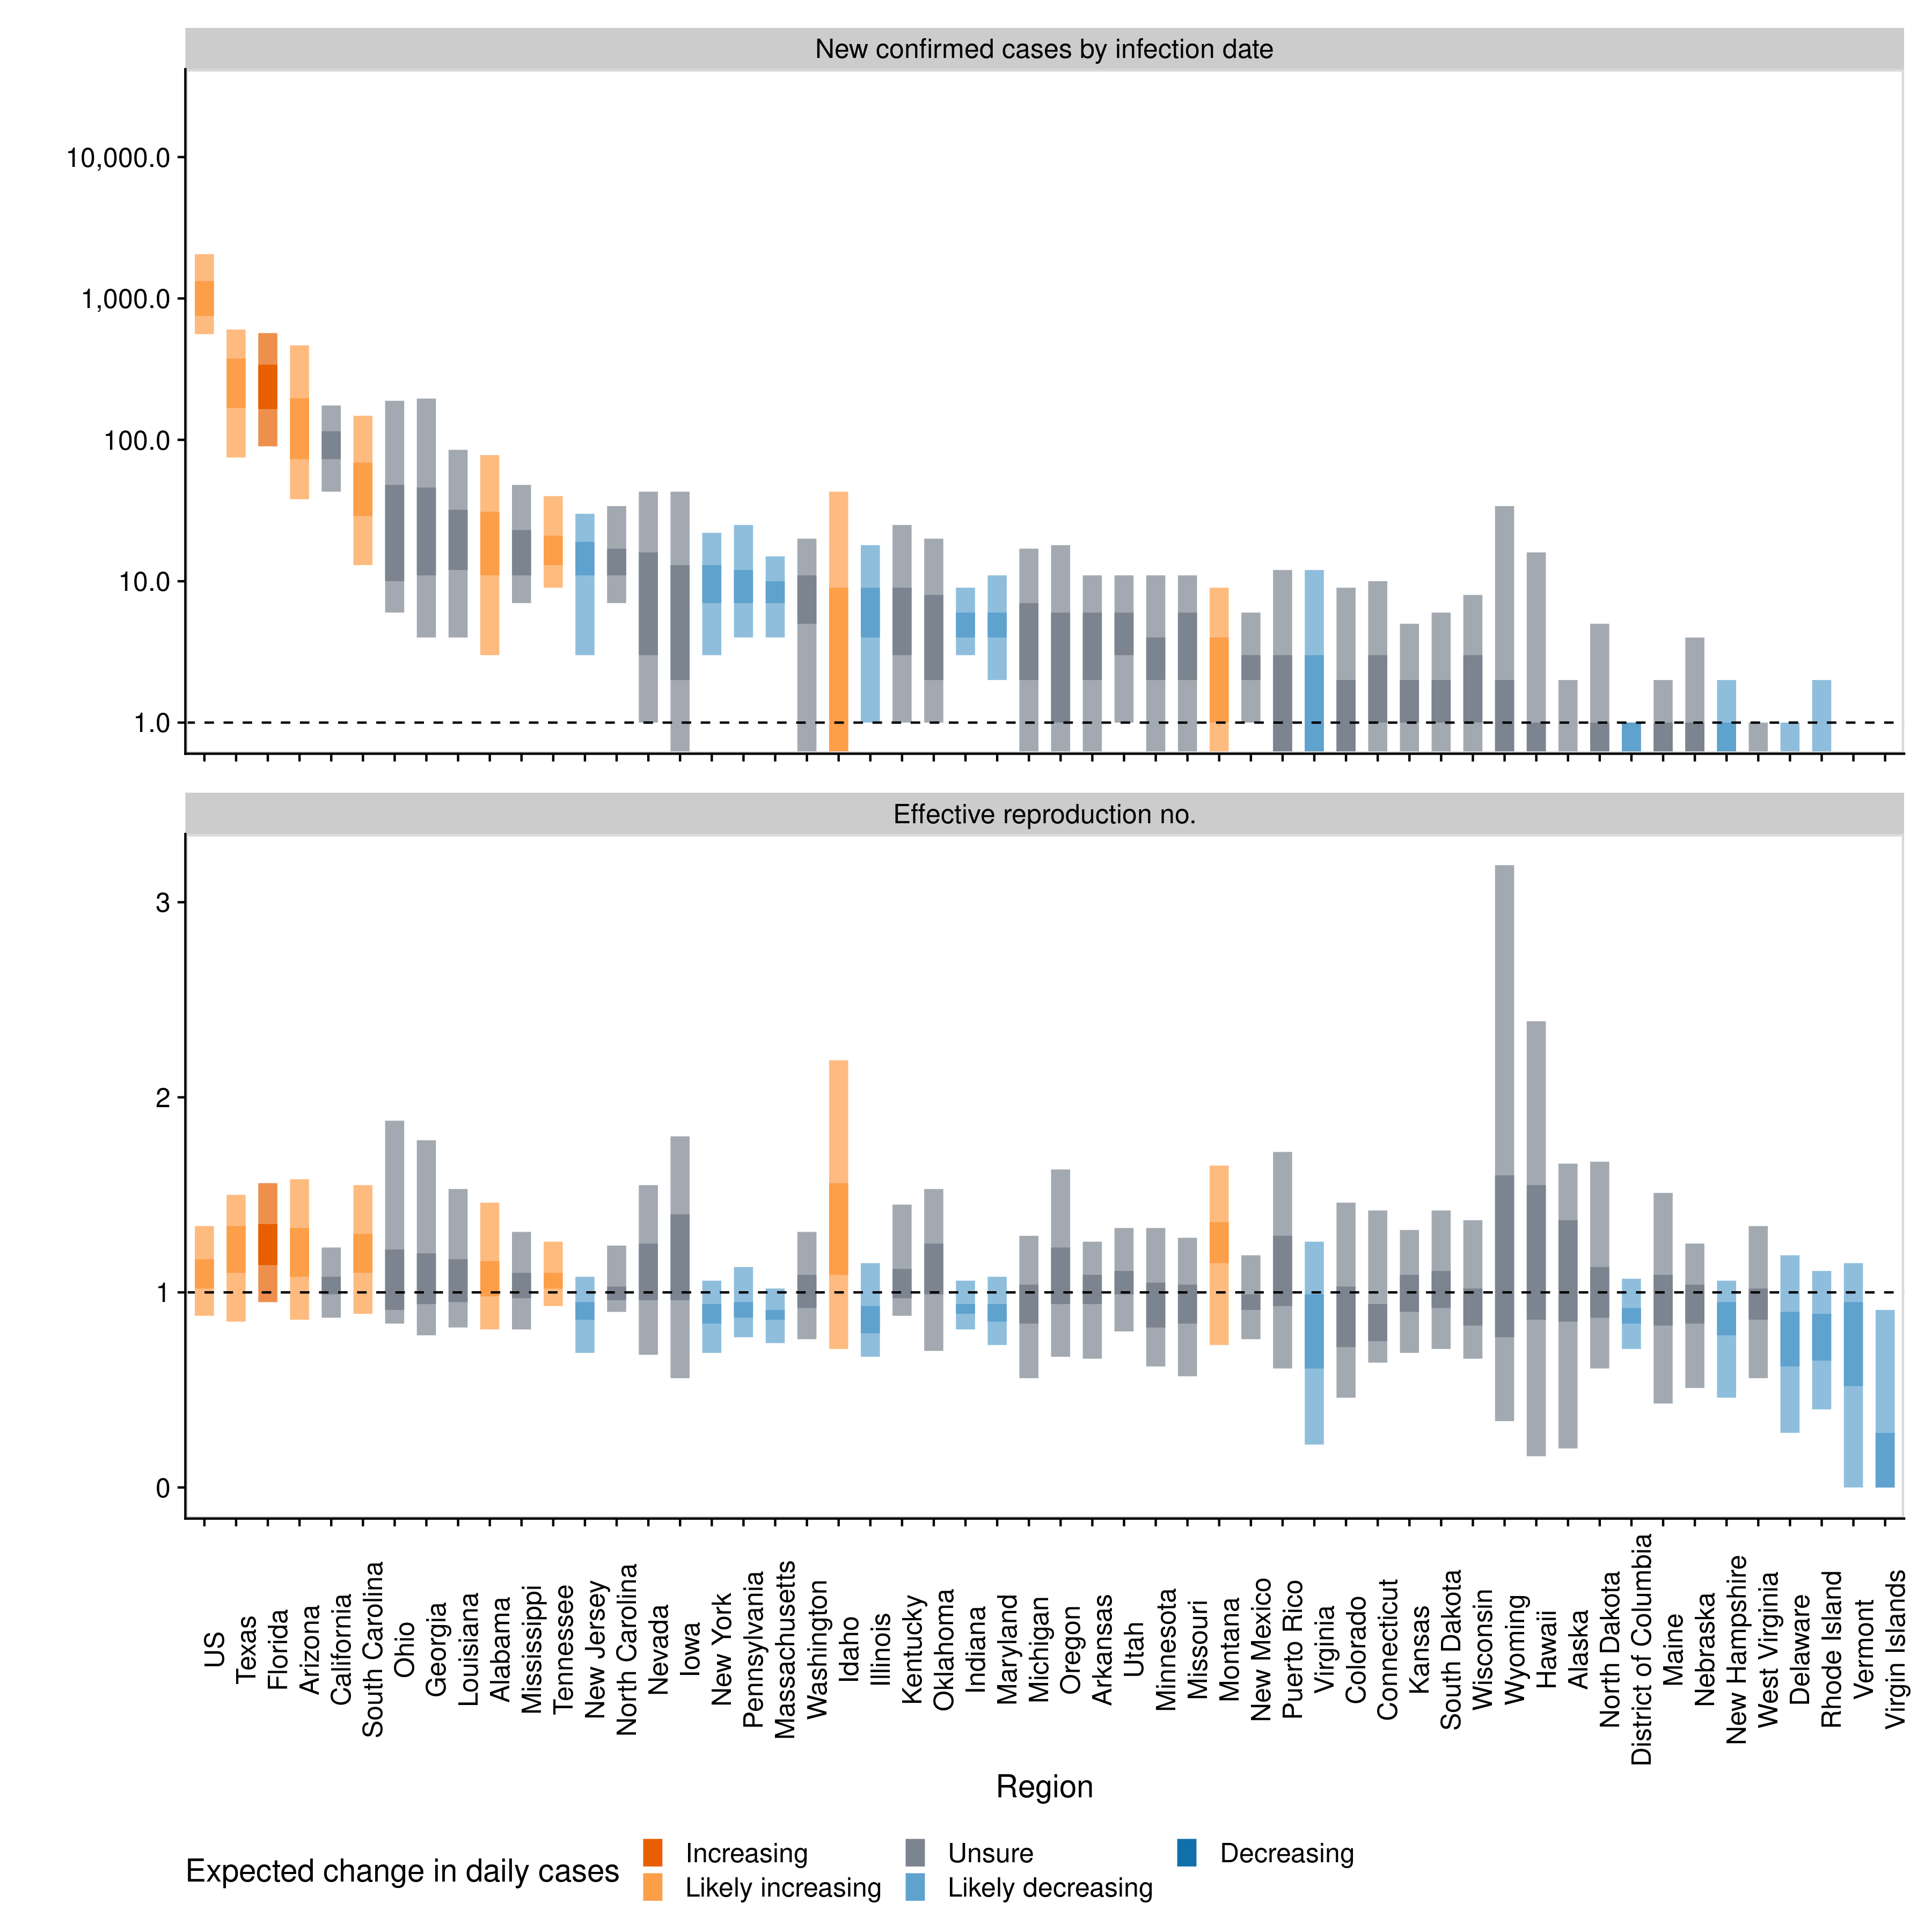 New confirmed cases by infection date
10,000.0
1,000.0
100.0
10.0
1.0
Effective reproduction no.
3
2
1
0
US
Texas
Florida
Arizona
California
South Carolina
Ohio
Georgia
Louisiana
Alabama
Mississippi
Tennessee
New Jersey
North Carolina
Nevada
Iowa
New York
Pennsylvania
Massachusetts
Washington
Idaho
Illinois
Kentucky
Oklahoma
Indiana
Maryland
Michigan
Oregon
Arkansas
Utah
Minnesota
Missouri
Montana
New Mexico
Puerto Rico
Virginia
Colorado
Connecticut
Kansas
South Dakota
Wisconsin
Wyoming
Hawaii
Alaska
North Dakota
District of Columbia
Maine
Nebraska
New Hampshire
West Virginia
Delaware
Rhode Island
Vermont
Virgin Islands
Region
Expected change in daily cases
Increasing
Likely increasing
Unsure
Likely decreasing
Decreasing